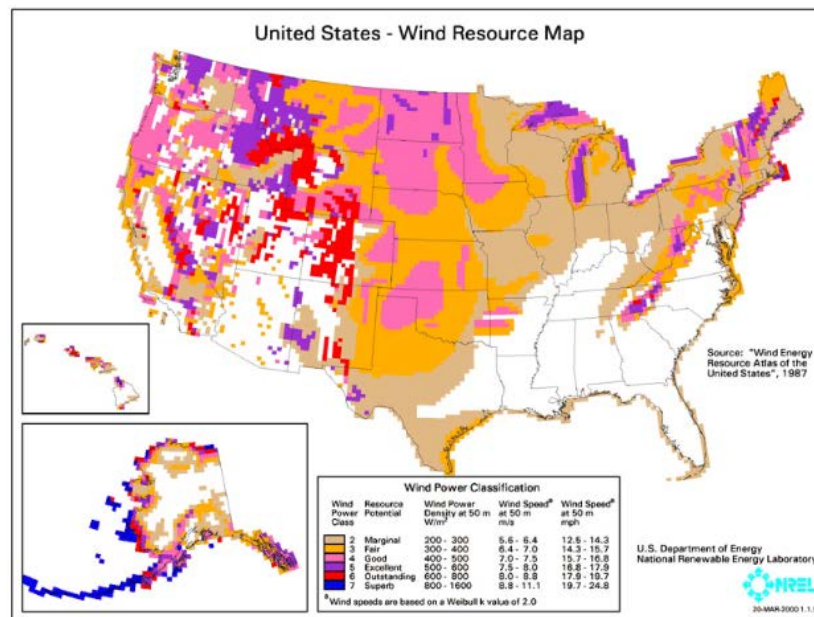 United States - Wind Resource Map
Source: "Wind Energy
Resource Atlas of the
United States", 1987
Wind Power Classification
Wind Power Class Resource Potential Wind Power Density at 50 m W/m² Wind Speedª at 50 m m/s Wind Speedª at 50 m mph
2 Marginal 200 - 300 5.6 - 6.4 12.5 - 14.3
3 Fair 300 - 400 6.4 - 7.0 14.3 - 15.7
4 Good 400 - 500 7.0 - 7.5 15.7 - 16.8
5 Excellent 500 - 600 7.5 - 8.0 16.8 - 17.9
6 Outstanding 600 - 800 8.0 - 8.8 17.9 - 19.7
7 Superb 800 - 1600 8.8 - 11.1 19.7 - 24.8
ª Wind speeds are based on a Weibull k value of 2.0
U.S. Department of Energy
National Renewable Energy Laboratory
NREL
20-MAR-2000 1.1.5